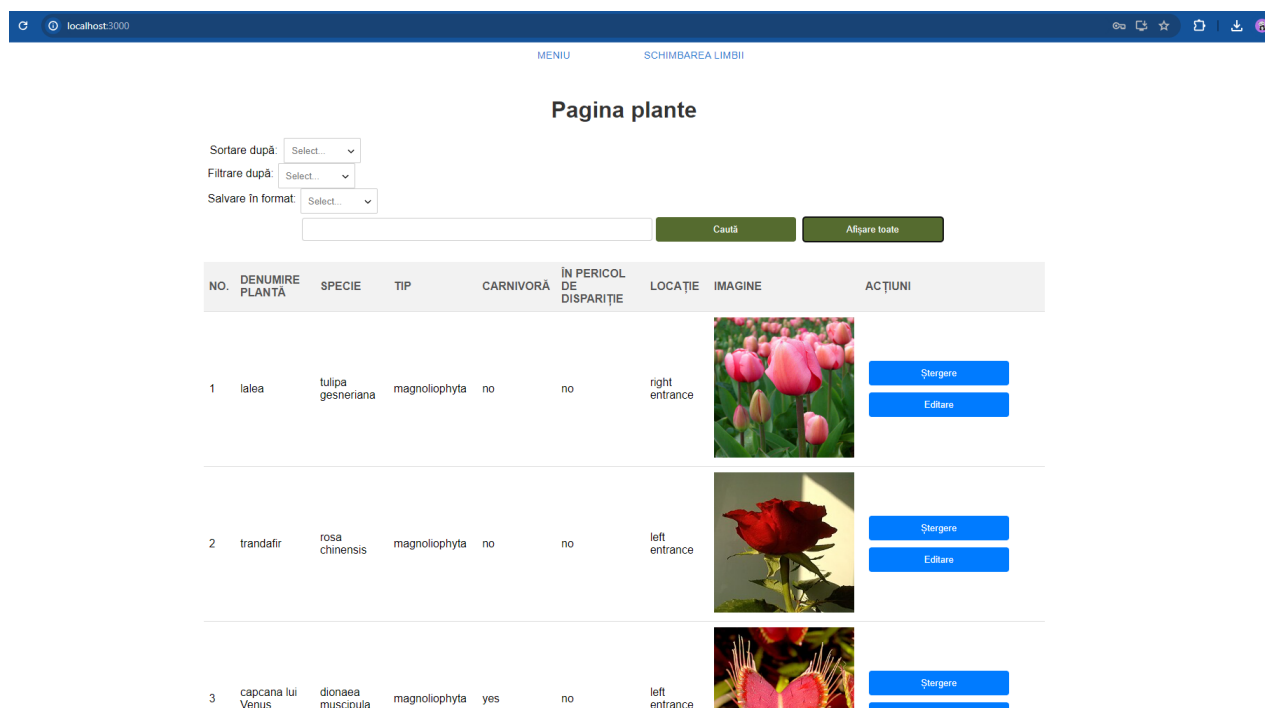 localhost:3000
MENIU SCHIMBAREA LIMBII
Pagina plante
Sortare după: Select...
Filtrare după: Select...
Salvare în format: Select...
Caută Afișare toate
NO. DENUMIRE PLANTĂ SPECIE TIP CARNIVORĂ ÎN PERICOL DE DISPARIȚIE LOCAȚIE IMAGINE ACȚIUNI
1 lalea tulipa gesneriana magnoliophyta no no right entrance
Ștergere
Editare
2 trandafir rosa chinensis magnoliophyta no no left entrance
Ștergere
Editare
3 capcana lui Venus dionaea muscipula magnoliophyta yes no left entrance
Ștergere